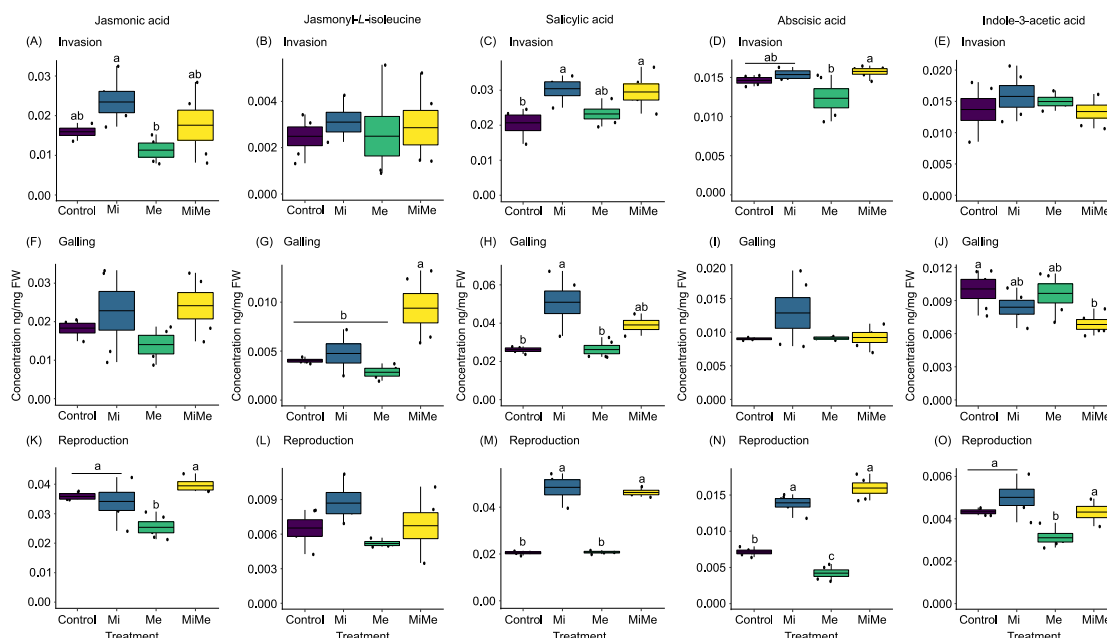 Jasmonic acid
Jasmonyl-L-isoleucine
Salicylic acid
Abscisic acid
Indole-3-acetic acid
(A) Invasion
ab
a
b
ab
0.03
0.02
0.01
0.00
Control Mi Me MiMe
(B) Invasion
0.004
0.002
0.000
Control Mi Me MiMe
(C) Invasion
b
a
ab
a
0.03
0.02
0.01
0.00
Control Mi Me MiMe
(D) Invasion
ab
b
a
0.015
0.010
0.015
0.000
Control Mi Me MiMe
(E) Invasion
0.020
0.015
0.010
0.015
0.000
Control Mi Me MiMe
(F) Galling
Concentration ng/mg FW
0.03
0.02
0.01
0.00
Control Mi Me MiMe
(G) Galling
Concentration ng/mg FW
b
a
0.010
0.005
0.000
Control Mi Me MiMe
(H) Galling
Concentration ng/mg FW
b
a
b
ab
0.06
0.04
0.02
0.00
Control Mi Me MiMe
(I) Galling
Concentration ng/mg FW
0.020
0.015
0.010
0.005
0.000
Control Mi Me MiMe
(J) Galling
Concentration ng/mg FW
a
ab
ab
b
0.012
0.009
0.006
0.003
0.000
Control Mi Me MiMe
(K) Reproduction
a
b
a
0.04
0.03
0.02
0.01
0.00
Control Mi Me MiMe
Treatment
(L) Reproduction
0.009
0.006
0.003
0.000
Control Mi Me MiMe
Treatment
(M) Reproduction
b
a
b
a
0.04
0.02
0.00
Control Mi Me MiMe
Treatment
(N) Reproduction
b
a
c
a
0.015
0.010
0.005
0.000
Control Mi Me MiMe
Treatment
(O) Reproduction
a
b
a
0.006
0.004
0.002
0.000
Control Mi Me MiMe
Treatment